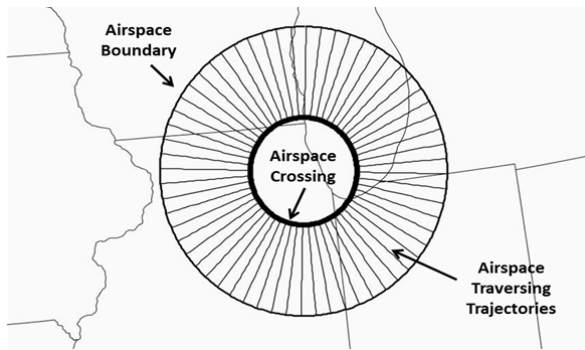 Airspace
Boundary
Airspace
Crossing
Airspace
Traversing
Trajectories